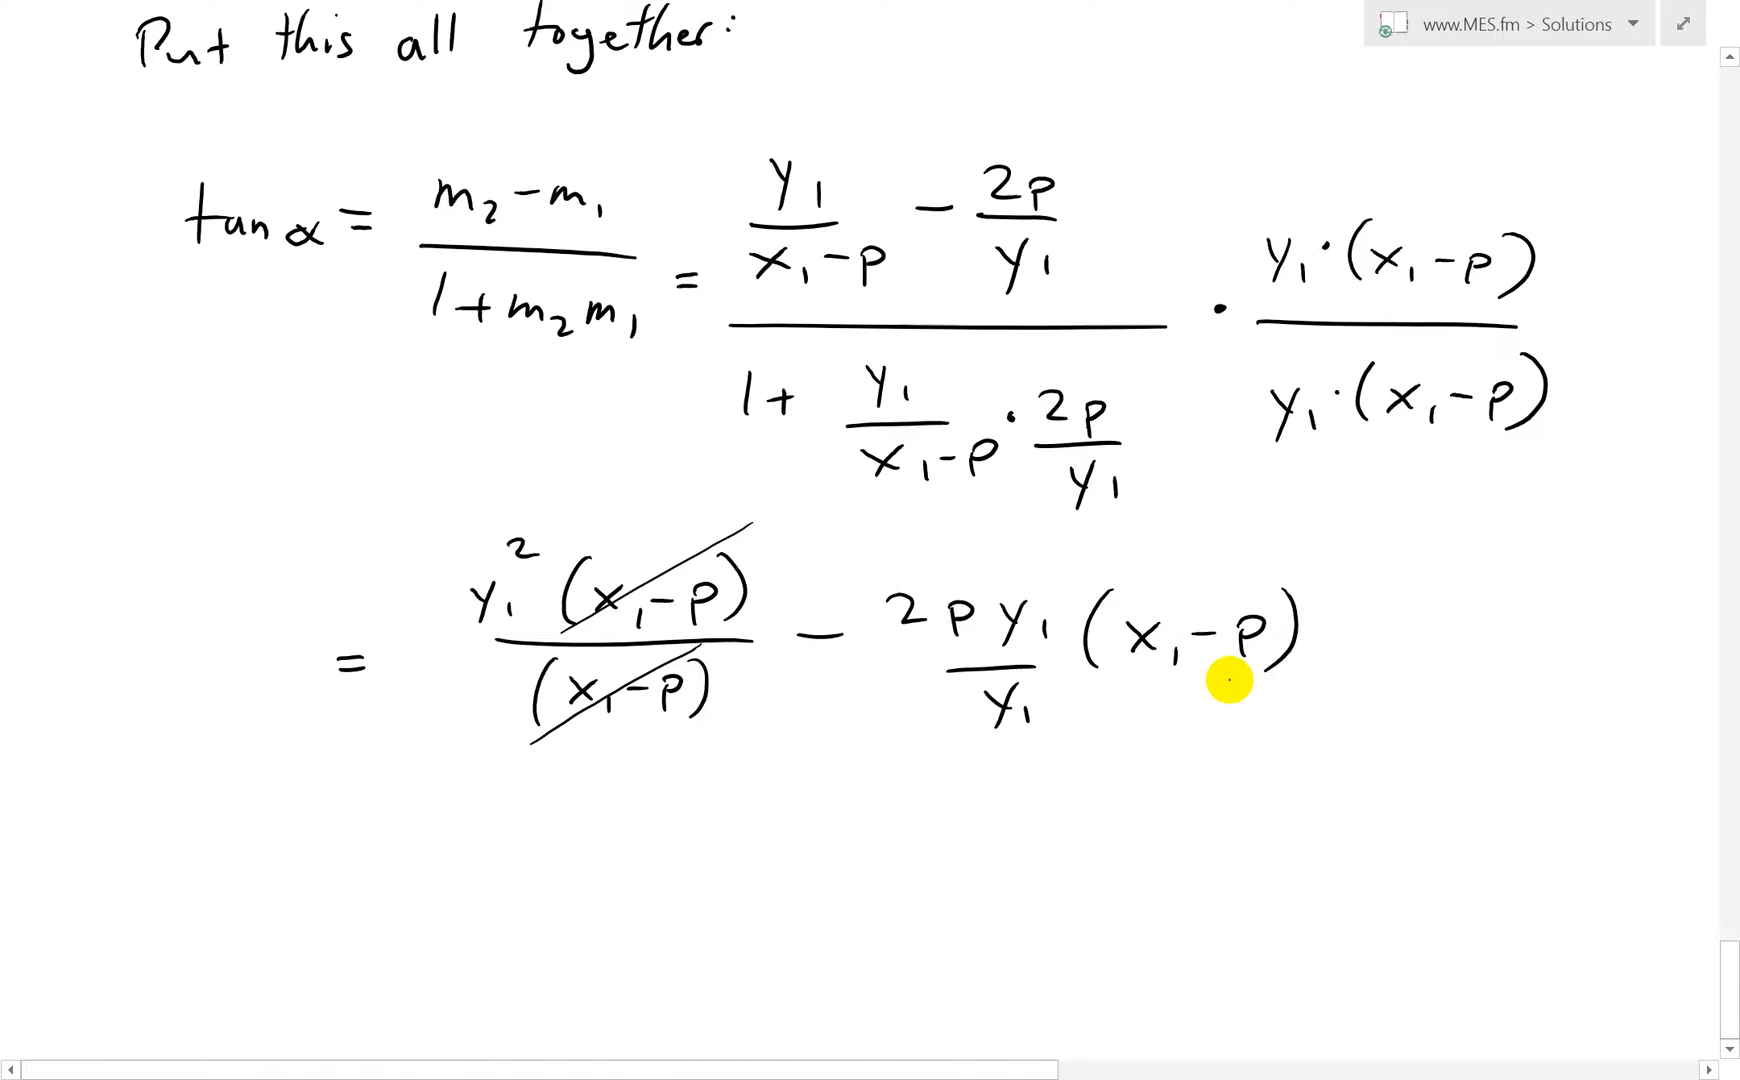 www.MES.fm > Solutions
Put this all together:
tan α = (m₂ - m₁)/(1 + m₂m₁) = (y₁/(x₁-p) - 2p/y₁)/(1 + y₁/(x₁-p) · 2p/y₁) · (y₁·(x₁-p))/(y₁·(x₁-p))
= y₁²(x₁-p)/(x₁-p) - 2py₁/y₁ (x₁-p)